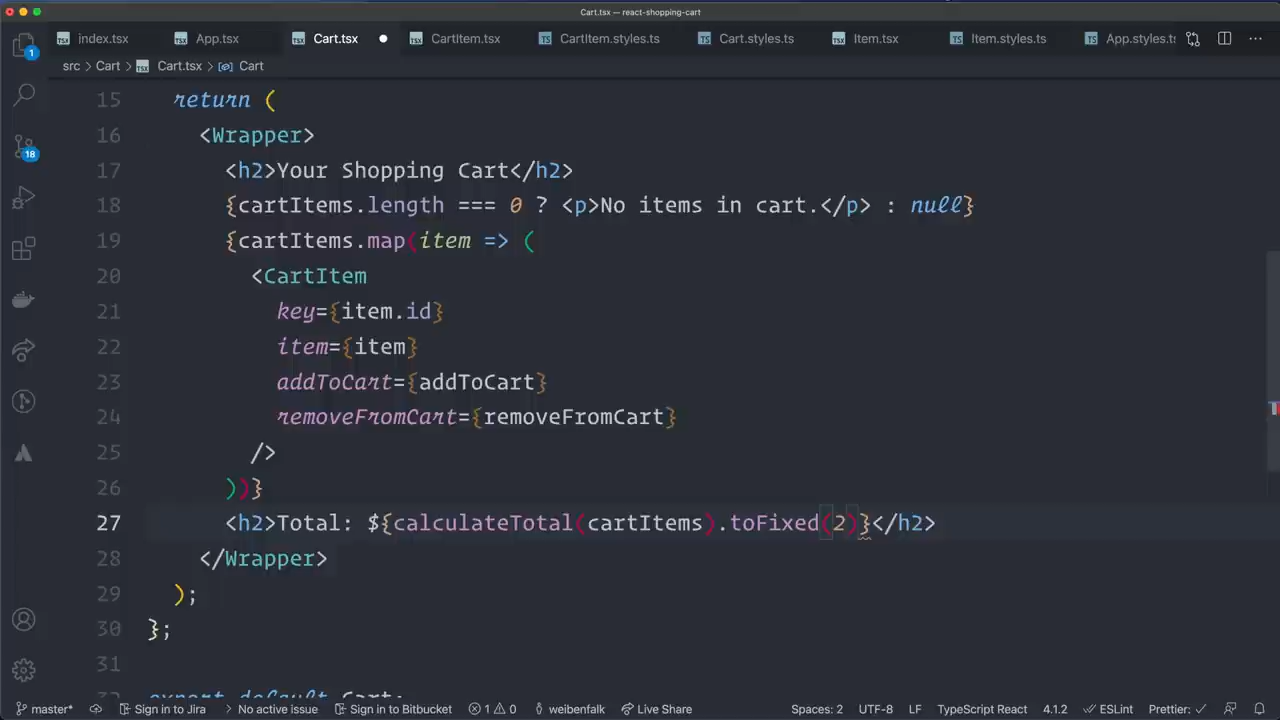 Cart.tsx — react-shopping-cart
index.tsx App.tsx Cart.tsx CartItem.tsx CartItem.styles.ts Cart.styles.ts Item.tsx Item.styles.ts App.styles.ts
src > Cart > Cart.tsx > Cart
15 return (
16 <Wrapper>
17 <h2>Your Shopping Cart</h2>
18 {cartItems.length === 0 ? <p>No items in cart.</p> : null}
19 {cartItems.map(item => (
20 <CartItem
21 key={item.id}
22 item={item}
23 addToCart={addToCart}
24 removeFromCart={removeFromCart}
25 />
26 ))}
27 <h2>Total: ${calculateTotal(cartItems).toFixed(2)}</h2>
28 </Wrapper>
29 );
30 };
31
32 export default Cart;
1
18
master* Sign in to Jira No active issue Sign in to Bitbucket 1 0 weibenfalk Live Share Spaces: 2 UTF-8 LF TypeScript React 4.1.2 ESLint Prettier: ✓